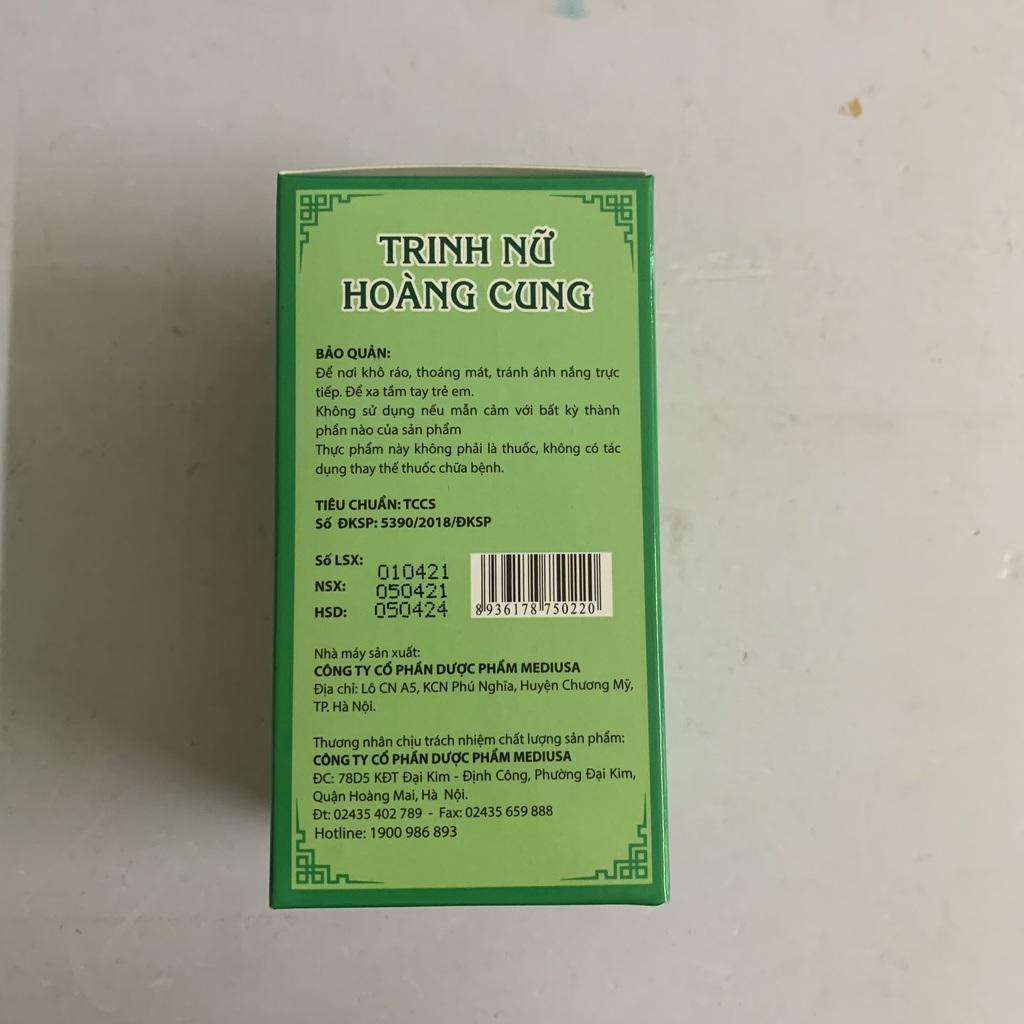 TRINH NỮ
HOÀNG CUNG
BẢO QUẢN:
Để nơi khô ráo, thoáng mát, tránh ánh nắng trực
tiếp. Để xa tầm tay trẻ em.
Không sử dụng nếu mẫn cảm với bất kỳ thành
phần nào của sản phẩm
Thực phẩm này không phải là thuốc, không có tác
dụng thay thế thuốc chữa bệnh.
TIÊU CHUẨN: TCCS
Số ĐKSP: 5390/2018/ĐKSP
Số LSX: 010421
NSX: 050421
HSD: 050424
8936178750220
Nhà máy sản xuất:
CÔNG TY CỔ PHẦN DƯỢC PHẨM MEDIUSA
Địa chỉ: Lô CN A5, KCN Phú Nghĩa, Huyện Chương Mỹ,
TP. Hà Nội.
Thương nhân chịu trách nhiệm chất lượng sản phẩm:
CÔNG TY CỔ PHẦN DƯỢC PHẨM MEDIUSA
ĐC: 78D5 KĐT Đại Kim - Định Công, Phường Đại Kim,
Quận Hoàng Mai, Hà Nội.
Đt: 02435 402 789 - Fax: 02435 659 888
Hotline: 1900 986 893